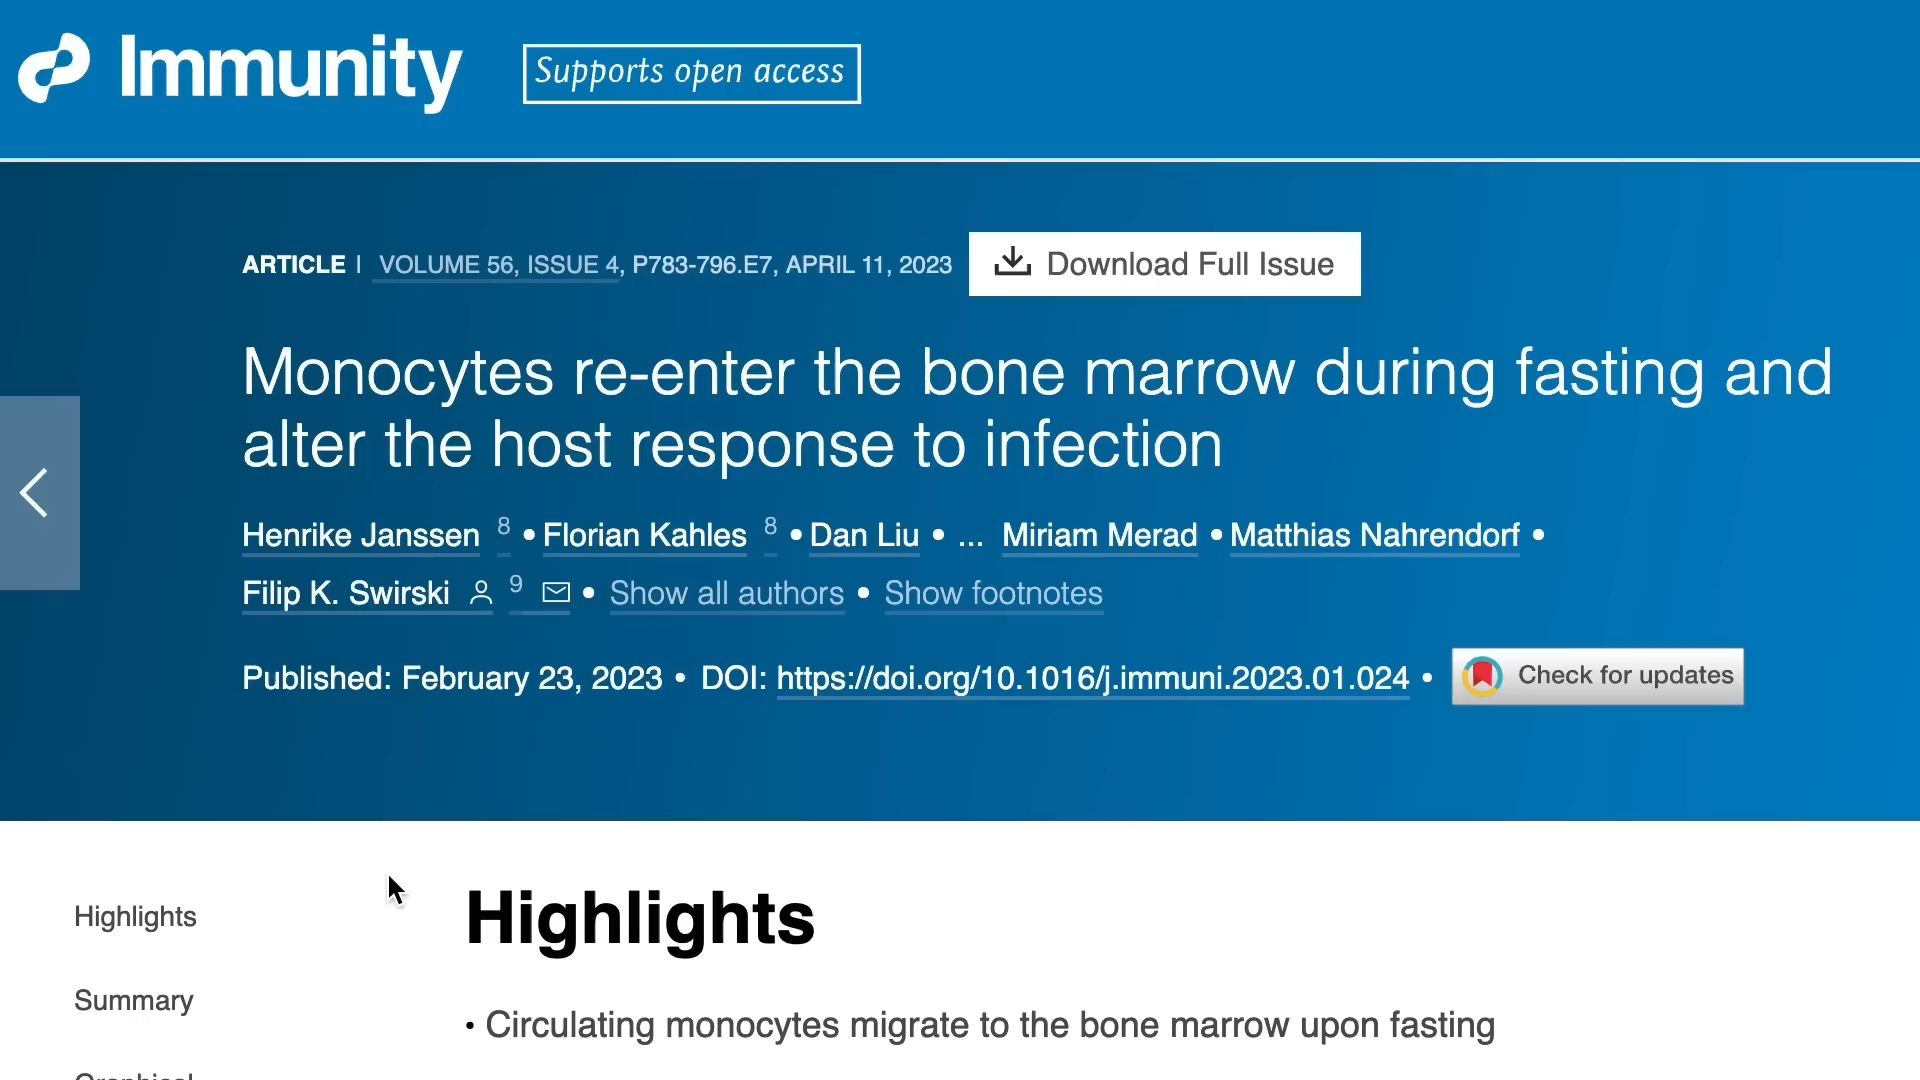 Immunity
Supports open access
ARTICLE | VOLUME 56, ISSUE 4, P783-796.E7, APRIL 11, 2023
Download Full Issue
Monocytes re-enter the bone marrow during fasting and
alter the host response to infection
Henrike Janssen 8 • Florian Kahles 8 • Dan Liu • ... Miriam Merad • Matthias Nahrendorf •
Filip K. Swirski 9 • Show all authors • Show footnotes
Published: February 23, 2023 • DOI: https://doi.org/10.1016/j.immuni.2023.01.024 •
Check for updates
Highlights
Highlights
Summary
• Circulating monocytes migrate to the bone marrow upon fasting